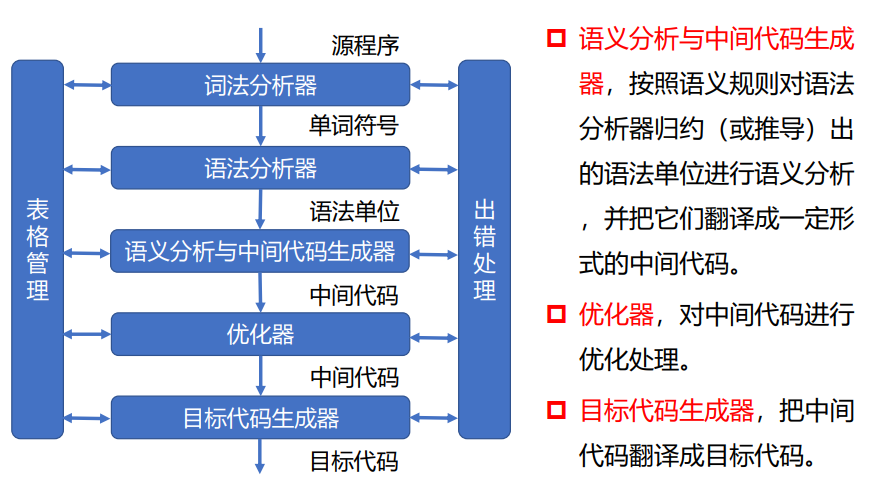 源程序
词法分析器
单词符号
语法分析器
语法单位
语义分析与中间代码生成器
中间代码
优化器
中间代码
目标代码生成器
目标代码
表格管理
出错处理
语义分析与中间代码生成
器，按照语义规则对语法
分析器归约（或推导）出
的语法单位进行语义分析
，并把它们翻译成一定形
式的中间代码。
优化器，对中间代码进行
优化处理。
目标代码生成器，把中间
代码翻译成目标代码。